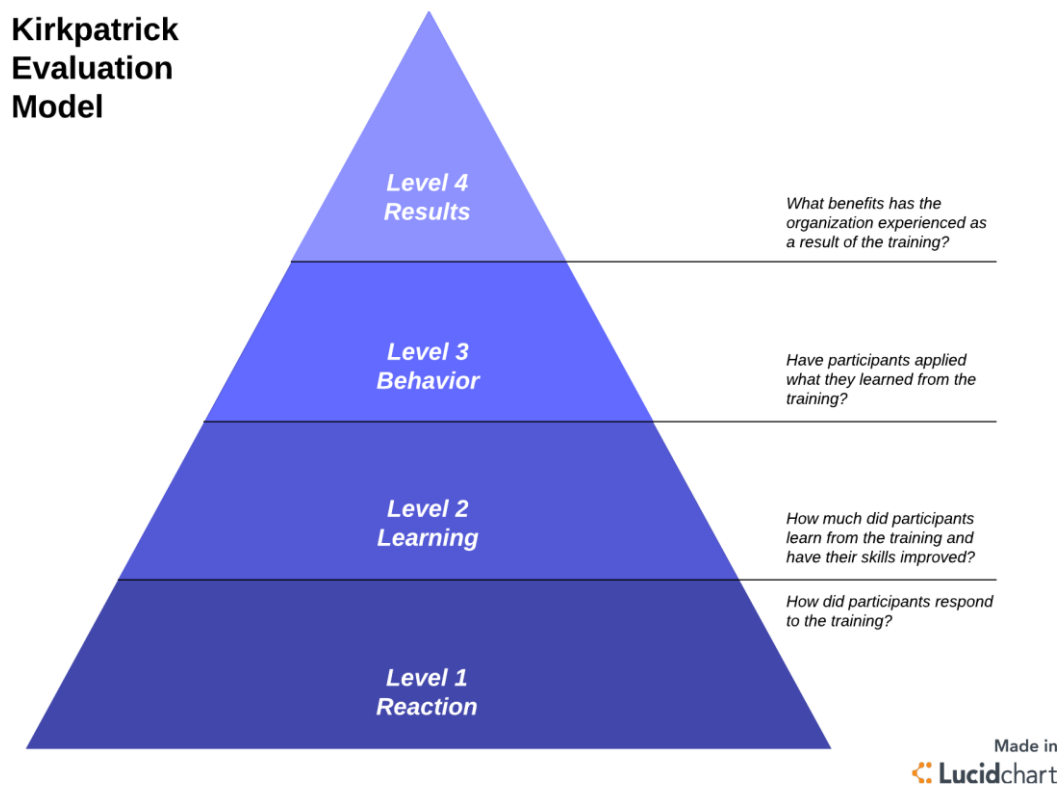 Kirkpatrick
Evaluation
Model
Level 4
Results
What benefits has the
organization experienced as
a result of the training?
Level 3
Behavior
Have participants applied
what they learned from the
training?
Level 2
Learning
How much did participants
learn from the training and
have their skills improved?
How did participants respond
to the training?
Level 1
Reaction
Made in
Lucidchart